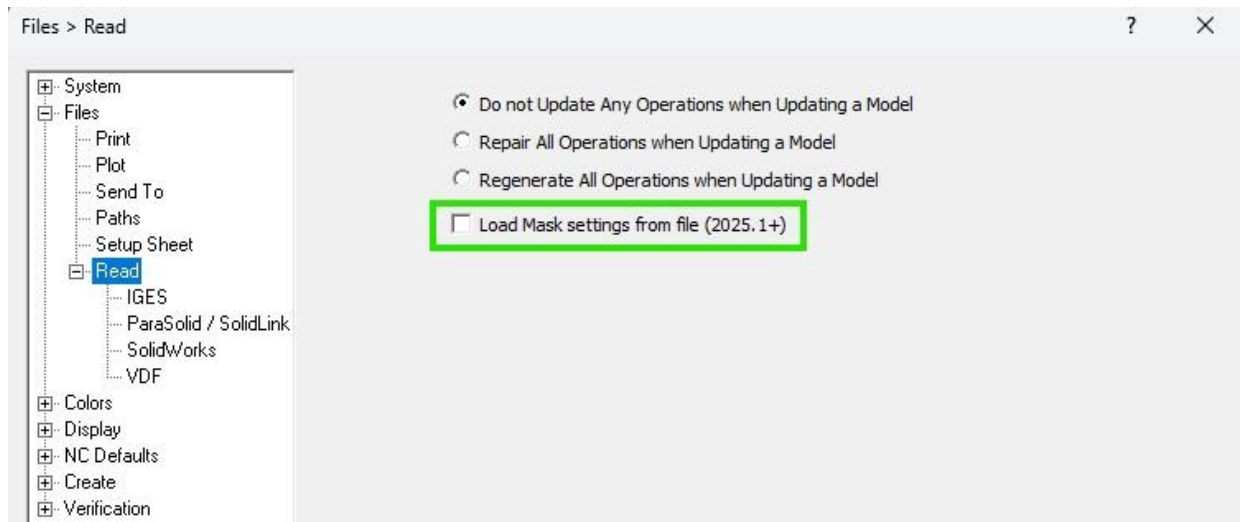 Files > Read
?
×
System
Files
Print
Plot
Send To
Paths
Setup Sheet
Read
IGES
ParaSolid / SolidLink
SolidWorks
VDF
Colors
Display
NC Defaults
Create
Verification
Do not Update Any Operations when Updating a Model
Repair All Operations when Updating a Model
Regenerate All Operations when Updating a Model
Load Mask settings from file (2025.1+)